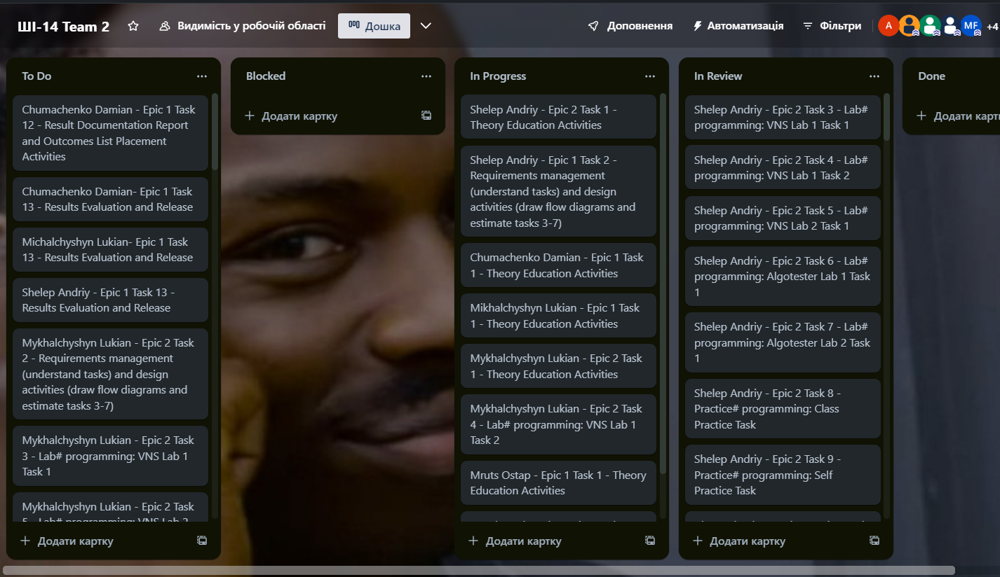 ШІ-14 Team 2
Видимість у робочій області
Дошка
Доповнення
Автоматизація
Фільтри
A
MF
+4
To Do
Chumachenko Damian - Epic 1 Task
12 - Result Documentation Report
and Outcomes List Placement
Activities
Chumachenko Damian- Epic 1 Task
13 - Results Evaluation and Release
Michalchyshyn Lukian- Epic 1 Task
13 - Results Evaluation and Release
Shelep Andriy - Epic 1 Task 13 -
Results Evaluation and Release
Mykhalchyshyn Lukian - Epic 2 Task
2 - Requirements management
(understand tasks) and design
activities (draw flow diagrams and
estimate tasks 3-7)
Mykhalchyshyn Lukian - Epic 2 Task
3 - Lab# programming: VNS Lab 1
Task 1
Mykhalchyshyn Lukian - Epic 2 Task
5 - Lab# programming: VNS Lab 2
Додати картку
Blocked
Додати картку
In Progress
Shelep Andriy - Epic 2 Task 1 -
Theory Education Activities
Shelep Andriy - Epic 1 Task 2 -
Requirements management
(understand tasks) and design
activities (draw flow diagrams and
estimate tasks 3-7)
Chumachenko Damian - Epic 1 Task
1 - Theory Education Activities
Mikhalchyshyn Lukian - Epic 1 Task
1 - Theory Education Activities
Mykhalchyshyn Lukian - Epic 2 Task
1 - Theory Education Activities
Mykhalchyshyn Lukian - Epic 2 Task
4 - Lab# programming: VNS Lab 1
Task 2
Mruts Ostap - Epic 1 Task 1 - Theory
Education Activities
Додати картку
In Review
Shelep Andriy - Epic 2 Task 3 - Lab#
programming: VNS Lab 1 Task 1
Shelep Andriy - Epic 2 Task 4 - Lab#
programming: VNS Lab 1 Task 2
Shelep Andriy - Epic 2 Task 5 - Lab#
programming: VNS Lab 2 Task 1
Shelep Andriy - Epic 2 Task 6 - Lab#
programming: Algotester Lab 1 Task
1
Shelep Andriy - Epic 2 Task 7 - Lab#
programming: Algotester Lab 2 Task
1
Shelep Andriy - Epic 2 Task 8 -
Practice# programming: Class
Practice Task
Shelep Andriy - Epic 2 Task 9 -
Practice# programming: Self
Practice Task
Додати картку
Done
Додати карт